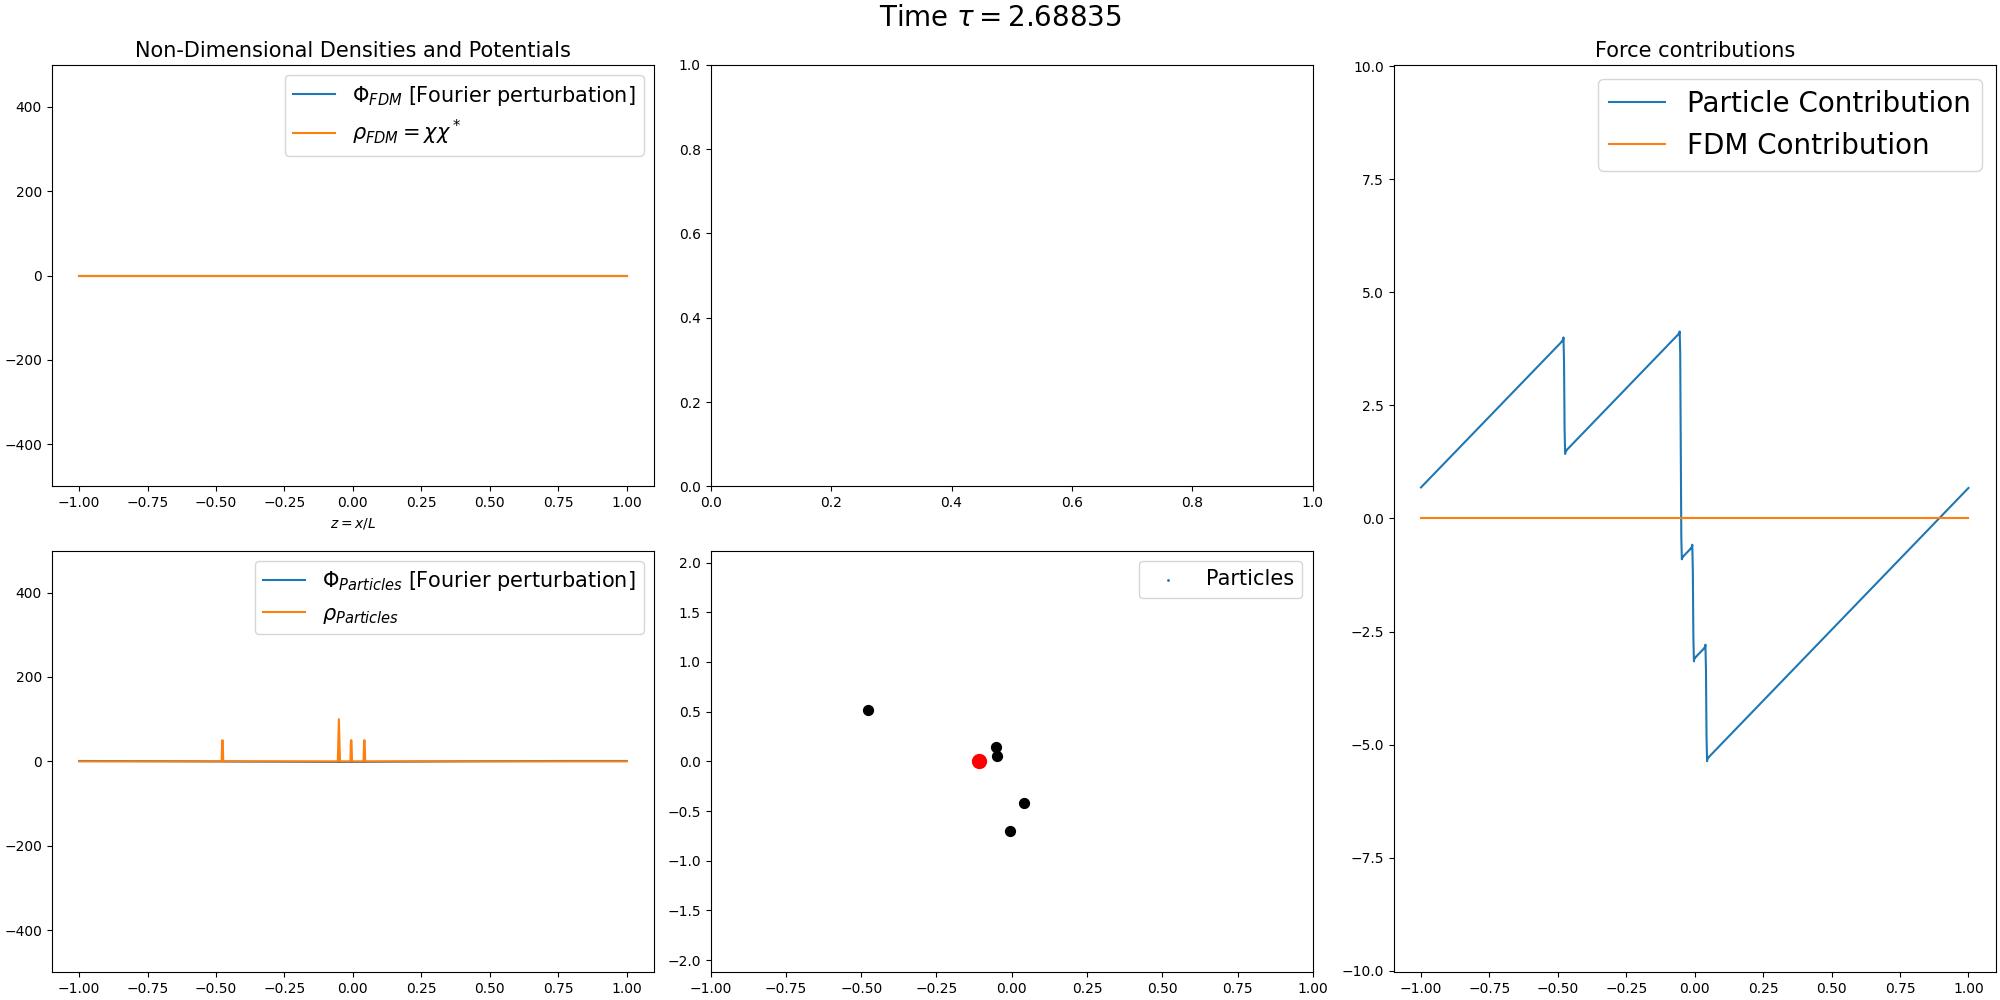 Time τ = 2.68835
Non-Dimensional Densities and Potentials
Φ_FDM [Fourier perturbation]
ρ_FDM = χχ*
400
200
0
−200
−400
−1.00 −0.75 −0.50 −0.25 0.00 0.25 0.50 0.75 1.00
z = x/L
1.0
0.8
0.6
0.4
0.2
0.0
0.0 0.2 0.4 0.6 0.8 1.0
Force contributions
Particle Contribution
FDM Contribution
10.0
7.5
5.0
2.5
0.0
−2.5
−5.0
−7.5
−10.0
−1.00 −0.75 −0.50 −0.25 0.00 0.25 0.50 0.75 1.00
Φ_Particles [Fourier perturbation]
ρ_Particles
400
200
0
−200
−400
−1.00 −0.75 −0.50 −0.25 0.00 0.25 0.50 0.75 1.00
Particles
2.0
1.5
1.0
0.5
0.0
−0.5
−1.0
−1.5
−2.0
−1.00 −0.75 −0.50 −0.25 0.00 0.25 0.50 0.75 1.00